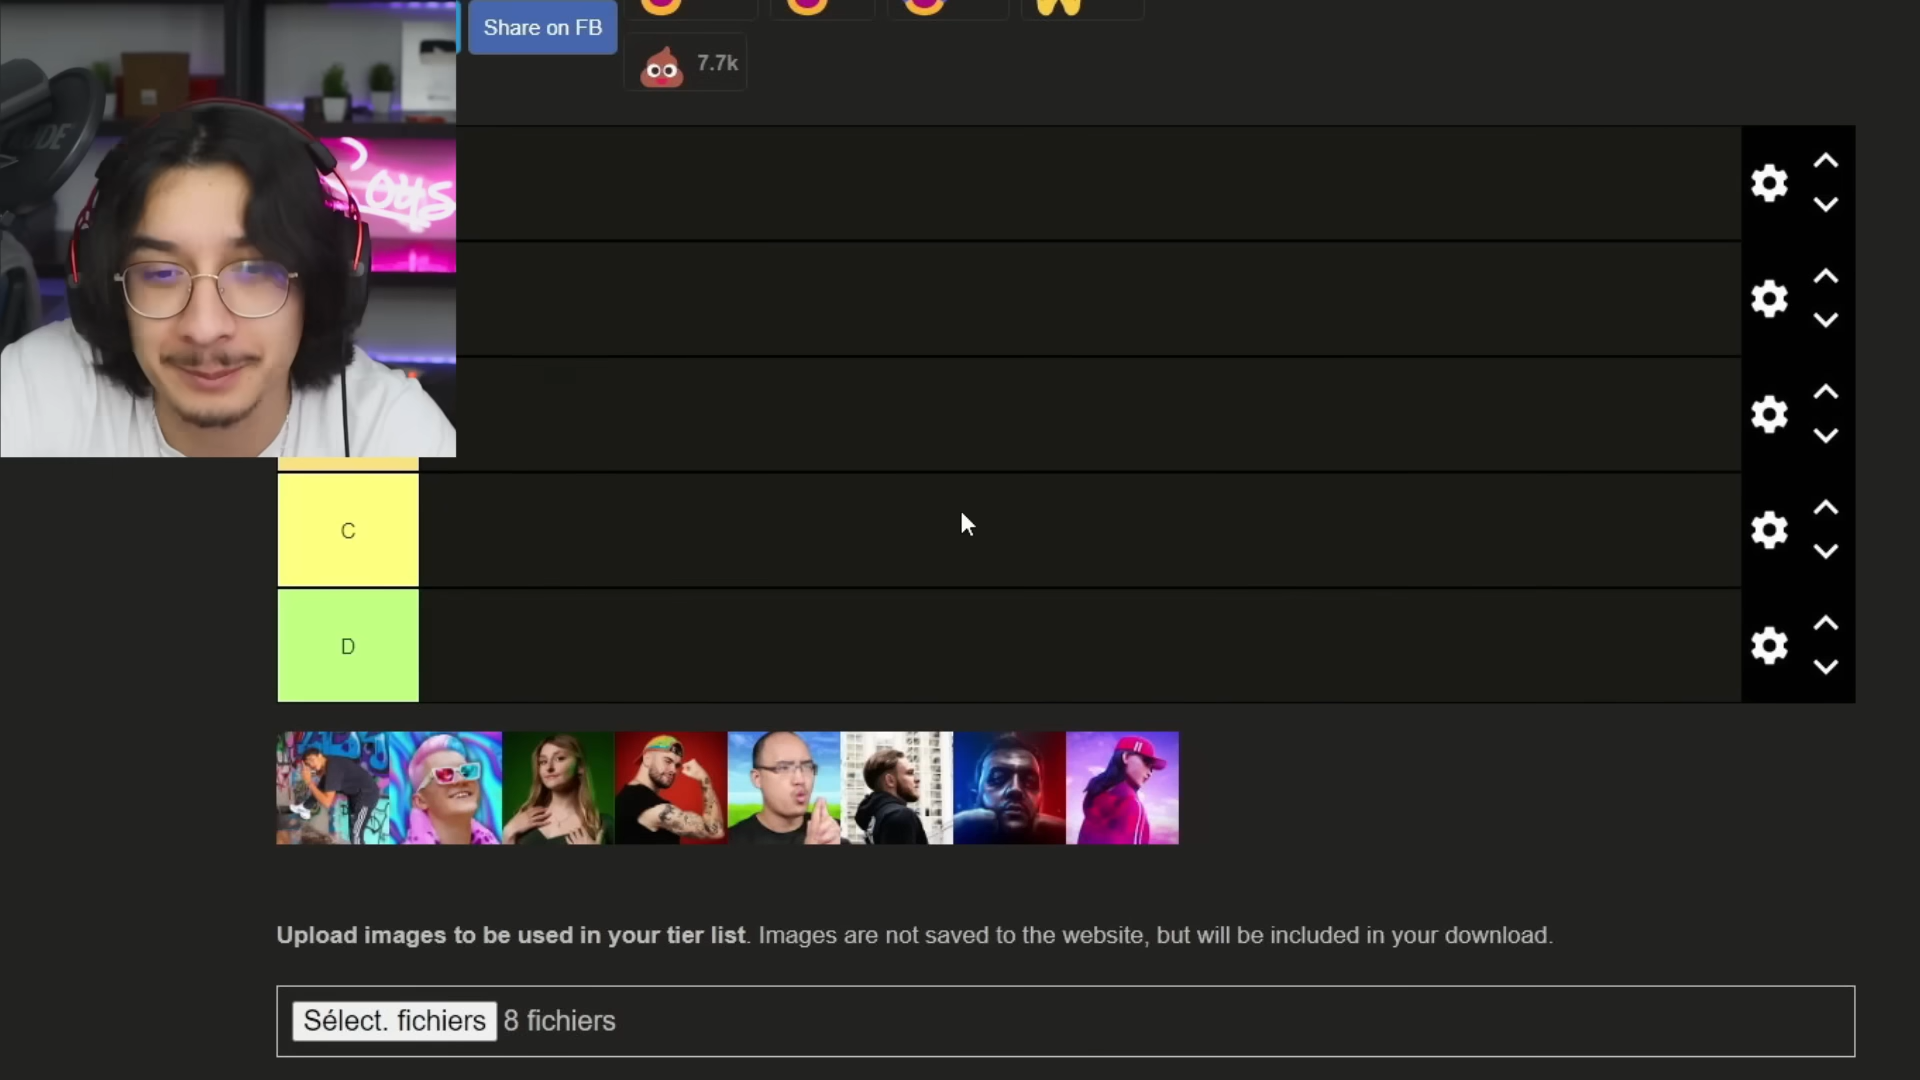 Share on FB
7.7k
C
D
Upload images to be used in your tier list. Images are not saved to the website, but will be included in your download.
Sélect. fichiers 8 fichiers